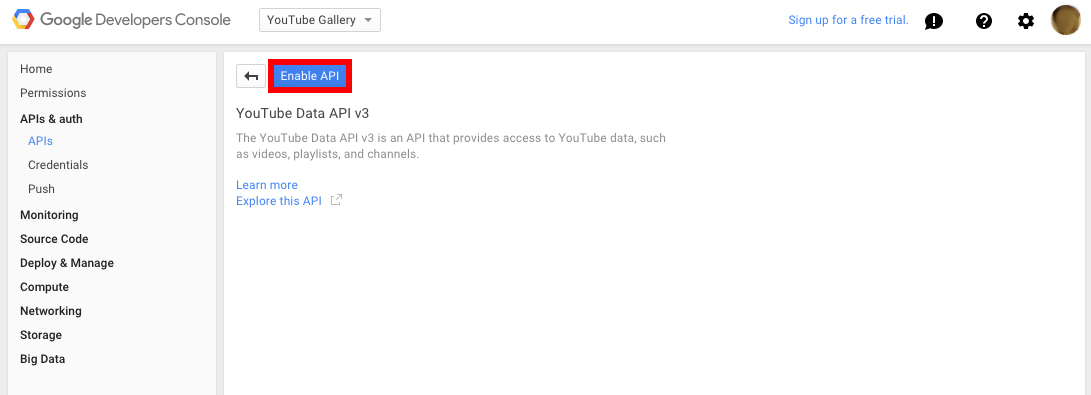 Google Developers Console
YouTube Gallery
Sign up for a free trial.
Home
Permissions
APIs & auth
APIs
Credentials
Push
Monitoring
Source Code
Deploy & Manage
Compute
Networking
Storage
Big Data
Enable API
YouTube Data API v3
The YouTube Data API v3 is an API that provides access to YouTube data, such
as videos, playlists, and channels.
Learn more
Explore this API